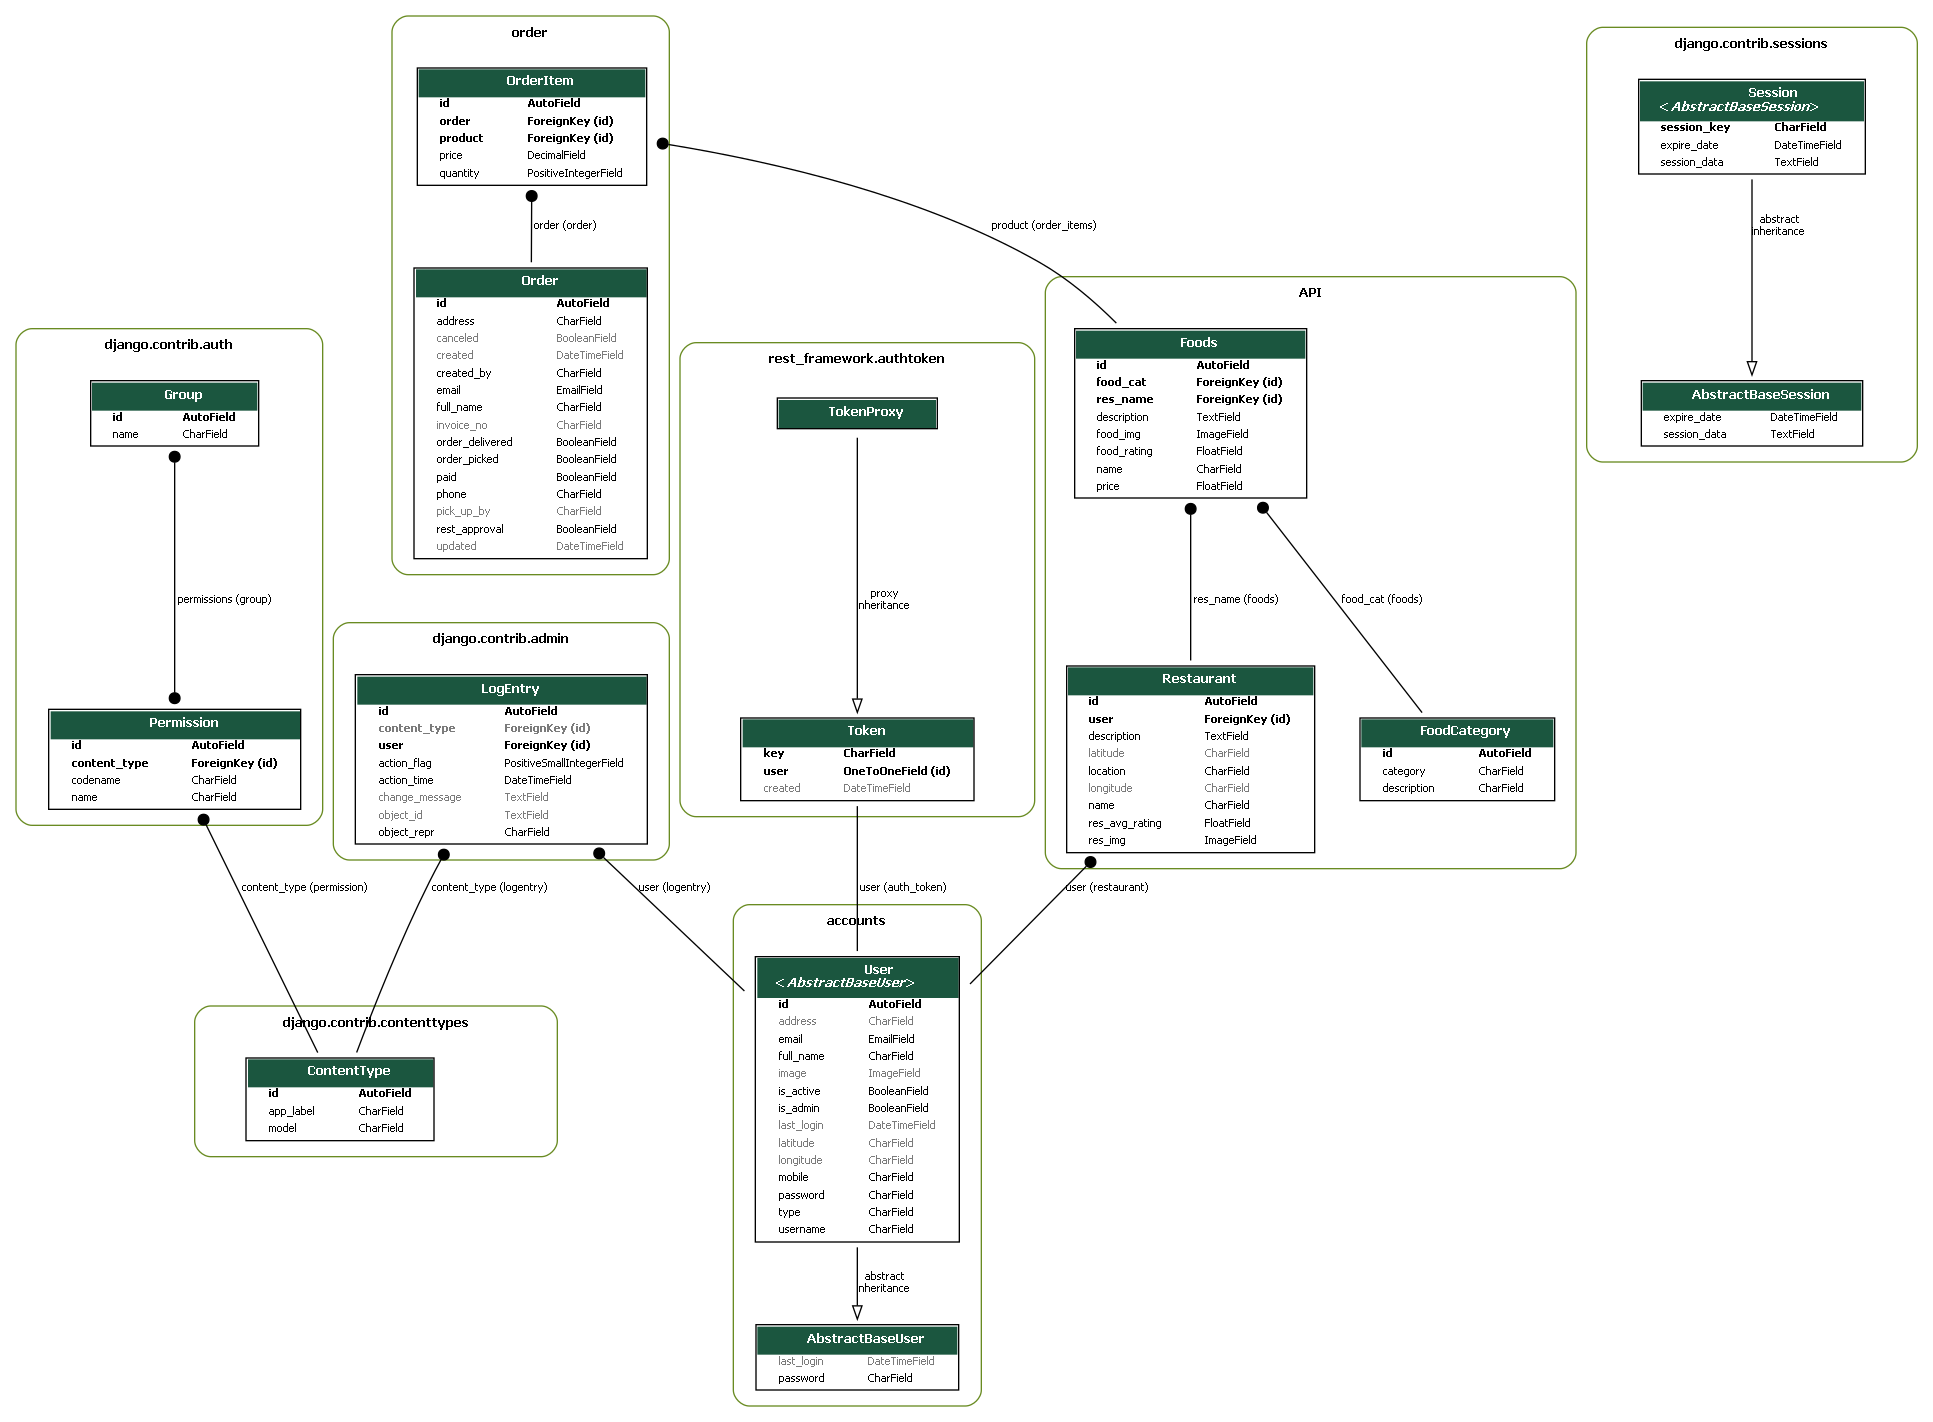 order
OrderItem
id AutoField
order ForeignKey (id)
product ForeignKey (id)
price DecimalField
quantity PositiveIntegerField
order (order)
product (order_items)
Order
id AutoField
address CharField
canceled BooleanField
created DateTimeField
created_by CharField
email EmailField
full_name CharField
invoice_no CharField
order_delivered BooleanField
order_picked BooleanField
paid BooleanField
phone CharField
pick_up_by CharField
rest_approval BooleanField
updated DateTimeField
django.contrib.sessions
Session
<AbstractBaseSession>
session_key CharField
expire_date DateTimeField
session_data TextField
abstract
inheritance
AbstractBaseSession
expire_date DateTimeField
session_data TextField
django.contrib.auth
Group
id AutoField
name CharField
permissions (group)
Permission
id AutoField
content_type ForeignKey (id)
codename CharField
name CharField
content_type (permission)
rest_framework.authtoken
TokenProxy
proxy
inheritance
Token
key CharField
user OneToOneField (id)
created DateTimeField
user (auth_token)
API
Foods
id AutoField
food_cat ForeignKey (id)
res_name ForeignKey (id)
description TextField
food_img ImageField
food_rating FloatField
name CharField
price FloatField
res_name (foods)
food_cat (foods)
Restaurant
id AutoField
user ForeignKey (id)
description TextField
latitude CharField
location CharField
longitude CharField
name CharField
res_avg_rating FloatField
res_img ImageField
user (restaurant)
FoodCategory
id AutoField
category CharField
description CharField
django.contrib.admin
LogEntry
id AutoField
content_type ForeignKey (id)
user ForeignKey (id)
action_flag PositiveSmallIntegerField
action_time DateTimeField
change_message TextField
object_id TextField
object_repr CharField
content_type (logentry)
user (logentry)
django.contrib.contenttypes
ContentType
id AutoField
app_label CharField
model CharField
accounts
User
<AbstractBaseUser>
id AutoField
address CharField
email EmailField
full_name CharField
image ImageField
is_active BooleanField
is_admin BooleanField
last_login DateTimeField
latitude CharField
longitude CharField
mobile CharField
password CharField
type CharField
username CharField
abstract
inheritance
AbstractBaseUser
last_login DateTimeField
password CharField